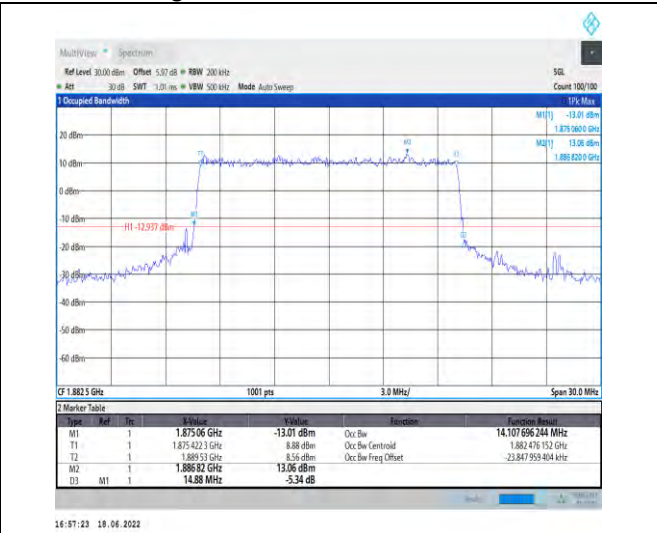 MultiView Spectrum
Ref Level 30.00 dBm Offset 5.97 dB RBW 200 kHz SGL
Att 30 dB SWT 1.01 ms VBW 500 kHz Mode Auto Sweep Count 100/100
1 Occupied Bandwidth 1Pk Max
M1[1] -13.01 dBm
1.875 060 0 GHz
20 dBm
M2[1] 13.06 dBm
1.886 820 0 GHz
M2
T1
10 dBm
0 dBm
-10 dBm
M1
H1 -12.937 dBm
-20 dBm
-30 dBm
-40 dBm
-50 dBm
-60 dBm
CF 1.882 5 GHz 1001 pts 3.0 MHz/ Span 30.0 MHz
2 Marker Table
Type Ref Trc X-Value Y-Value Function Function Result
M1 1 1.875 06 GHz -13.01 dBm Occ Bw 14.107 696 244 MHz
T1 1 1.875 422 3 GHz 8.88 dBm Occ Bw Centroid 1.882 476 152 GHz
T2 1 1.889 53 GHz 8.56 dBm Occ Bw Freq Offset -23.847 959 404 kHz
M2 1 1.886 82 GHz 13.06 dBm
D3 M1 1 14.88 MHz -5.34 dB
16:57:23 18.06.2022